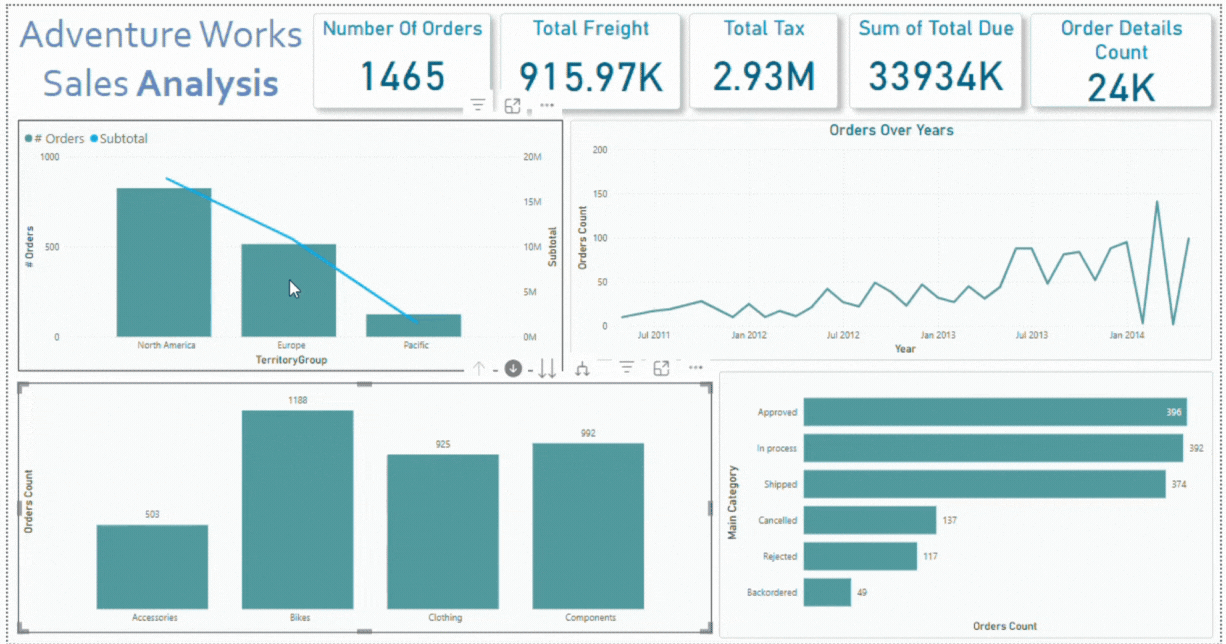 Adventure Works
Sales Analysis
Number Of Orders
1465
Total Freight
915.97K
Total Tax
2.93M
Sum of Total Due
33934K
Order Details
Count
24K
# Orders Subtotal
1000
500
0
# Orders
20M
15M
10M
5M
0M
Subtotal
North America Europe Pacific
TerritoryGroup
Orders Over Years
200
150
100
50
0
Orders Count
Jul 2011 Jan 2012 Jul 2012 Jan 2013 Jul 2013 Jan 2014
Year
Orders Count
503 1188 925 992
Accessories Bikes Clothing Components
Main Category
Approved 396
In process 392
Shipped 374
Cancelled 137
Rejected 117
Backordered 49
Orders Count